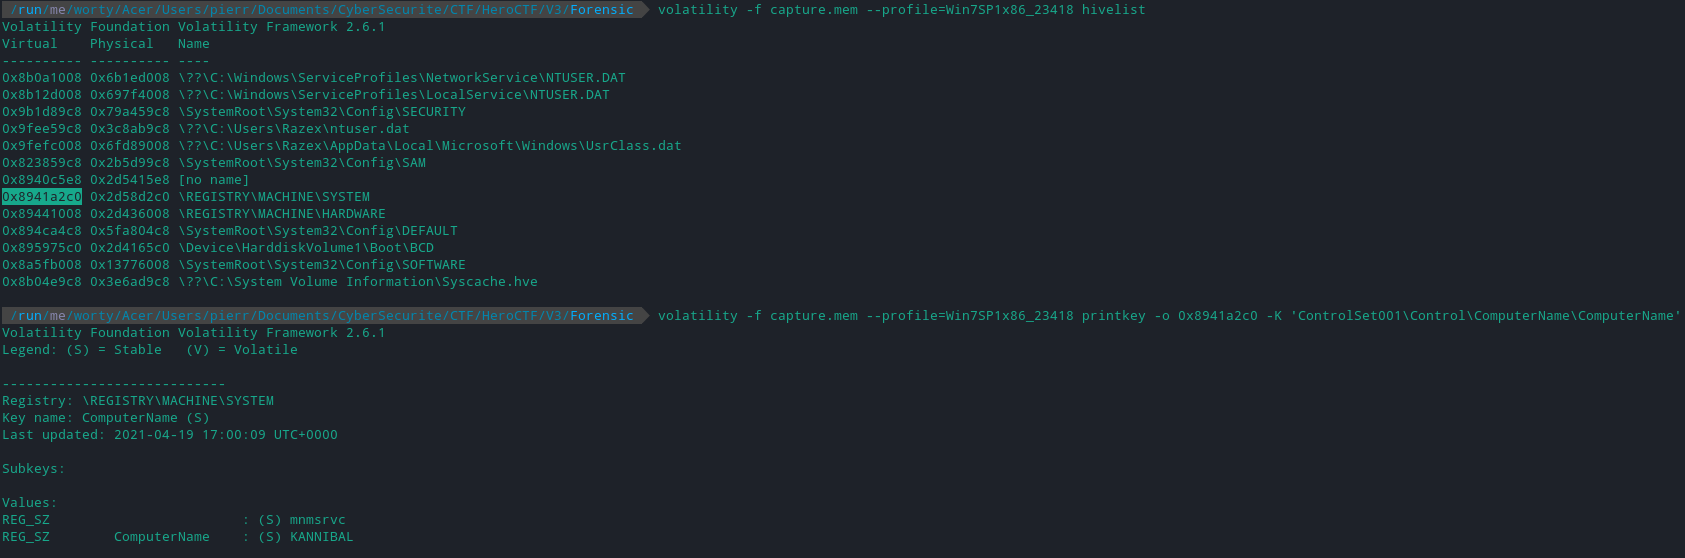 /run/me/worty/Acer/Users/pierr/Documents/CyberSecurite/CTF/HeroCTF/V3/Forensic volatility -f capture.mem --profile=Win7SP1x86_23418 hivelist
Volatility Foundation Volatility Framework 2.6.1
Virtual    Physical   Name
---------- ---------- ----
0x8b0a1008 0x6b1ed008 \??\C:\Windows\ServiceProfiles\NetworkService\NTUSER.DAT
0x8b12d008 0x697f4008 \??\C:\Windows\ServiceProfiles\LocalService\NTUSER.DAT
0x9b1d89c8 0x79a459c8 \SystemRoot\System32\Config\SECURITY
0x9fee59c8 0x3c8ab9c8 \??\C:\Users\Razex\ntuser.dat
0x9fefc008 0x6fd89008 \??\C:\Users\Razex\AppData\Local\Microsoft\Windows\UsrClass.dat
0x823859c8 0x2b5d99c8 \SystemRoot\System32\Config\SAM
0x8940c5e8 0x2d5415e8 [no name]
0x8941a2c0 0x2d58d2c0 \REGISTRY\MACHINE\SYSTEM
0x89441008 0x2d436008 \REGISTRY\MACHINE\HARDWARE
0x894ca4c8 0x5fa804c8 \SystemRoot\System32\Config\DEFAULT
0x895975c0 0x2d4165c0 \Device\HarddiskVolume1\Boot\BCD
0x8a5fb008 0x13776008 \SystemRoot\System32\Config\SOFTWARE
0x8b04e9c8 0x3e6ad9c8 \??\C:\System Volume Information\Syscache.hve
/run/me/worty/Acer/Users/pierr/Documents/CyberSecurite/CTF/HeroCTF/V3/Forensic volatility -f capture.mem --profile=Win7SP1x86_23418 printkey -o 0x8941a2c0 -K 'ControlSet001\Control\ComputerName\ComputerName'
Volatility Foundation Volatility Framework 2.6.1
Legend: (S) = Stable   (V) = Volatile
----------------------------
Registry: \REGISTRY\MACHINE\SYSTEM
Key name: ComputerName (S)
Last updated: 2021-04-19 17:00:09 UTC+0000
Subkeys:
Values:
REG_SZ                        : (S) mnmsrvc
REG_SZ        ComputerName    : (S) KANNIBAL